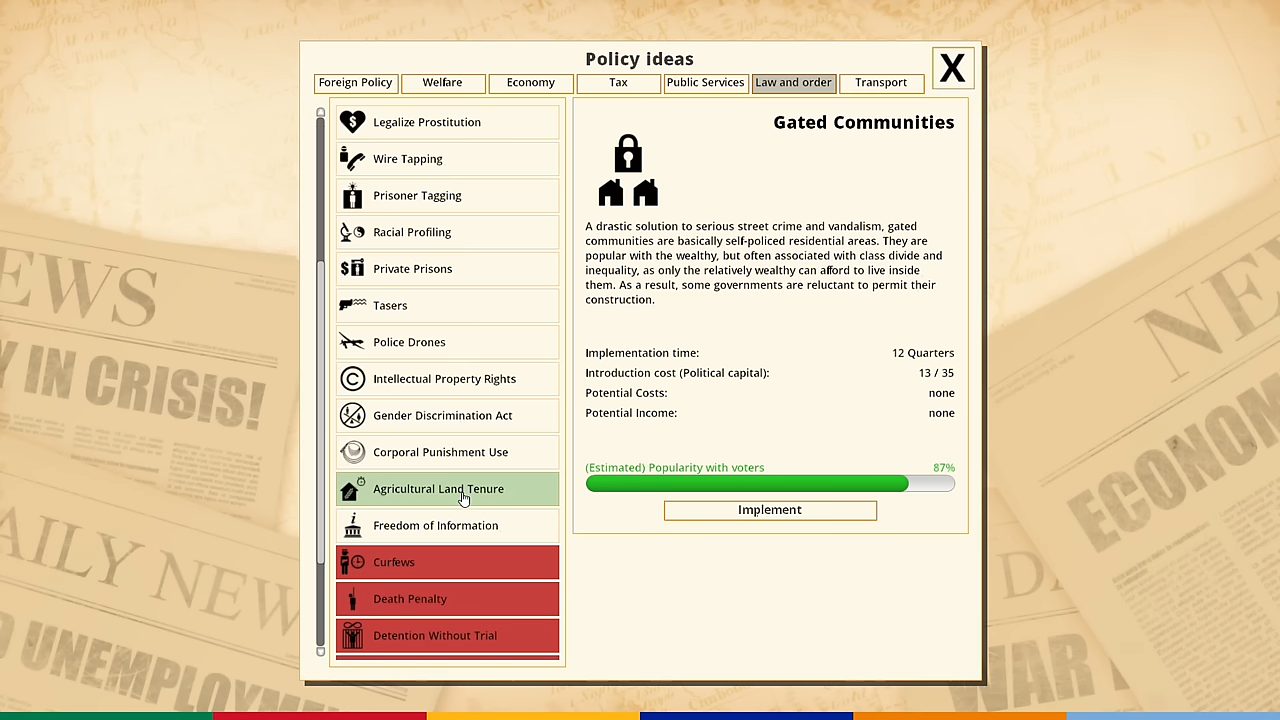 Policy ideas
X
Foreign Policy
Welfare
Economy
Tax
Public Services
Law and order
Transport
Legalize Prostitution
Wire Tapping
Prisoner Tagging
Racial Profiling
Private Prisons
Tasers
Police Drones
Intellectual Property Rights
Gender Discrimination Act
Corporal Punishment Use
Agricultural Land Tenure
Freedom of Information
Curfews
Death Penalty
Detention Without Trial
Gated Communities
A drastic solution to serious street crime and vandalism, gated
communities are basically self-policed residential areas. They are
popular with the wealthy, but often associated with class divide and
inequality, as only the relatively wealthy can afford to live inside
them. As a result, some governments are reluctant to permit their
construction.
Implementation time: 12 Quarters
Introduction cost (Political capital): 13 / 35
Potential Costs: none
Potential Income: none
(Estimated) Popularity with voters 87%
Implement
EWS
Y IN CRISIS!
AILY NEW
UNEMPLOYM
NE
ECONOM
DA
WAR